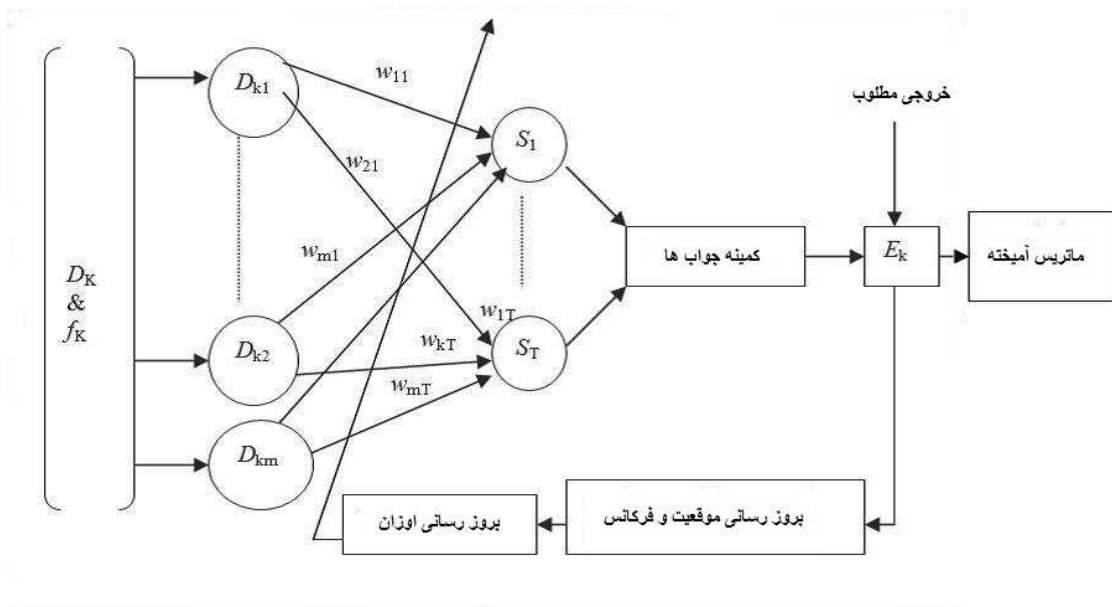 D_K
&
f_K
D_k1
D_k2
D_km
w_11
w_21
w_m1
w_1T
w_kT
w_mT
S_1
S_T
کمینه جواب ها
خروجی مطلوب
E_k
ماتریس آمیخته
بروز رسانی موقعیت و فرکانس
بروز رسانی اوزان